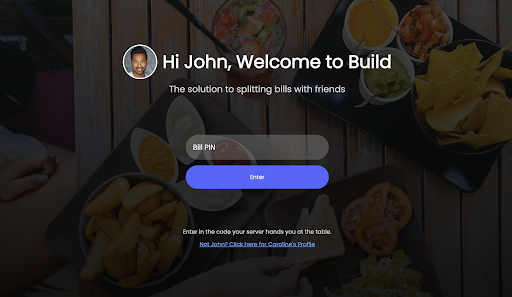 Hi John, Welcome to Build
The solution to splitting bills with friends
Bill PIN
Enter
Enter in the code your server hands you at the table.
Not John? Click here for Caroline's Profile